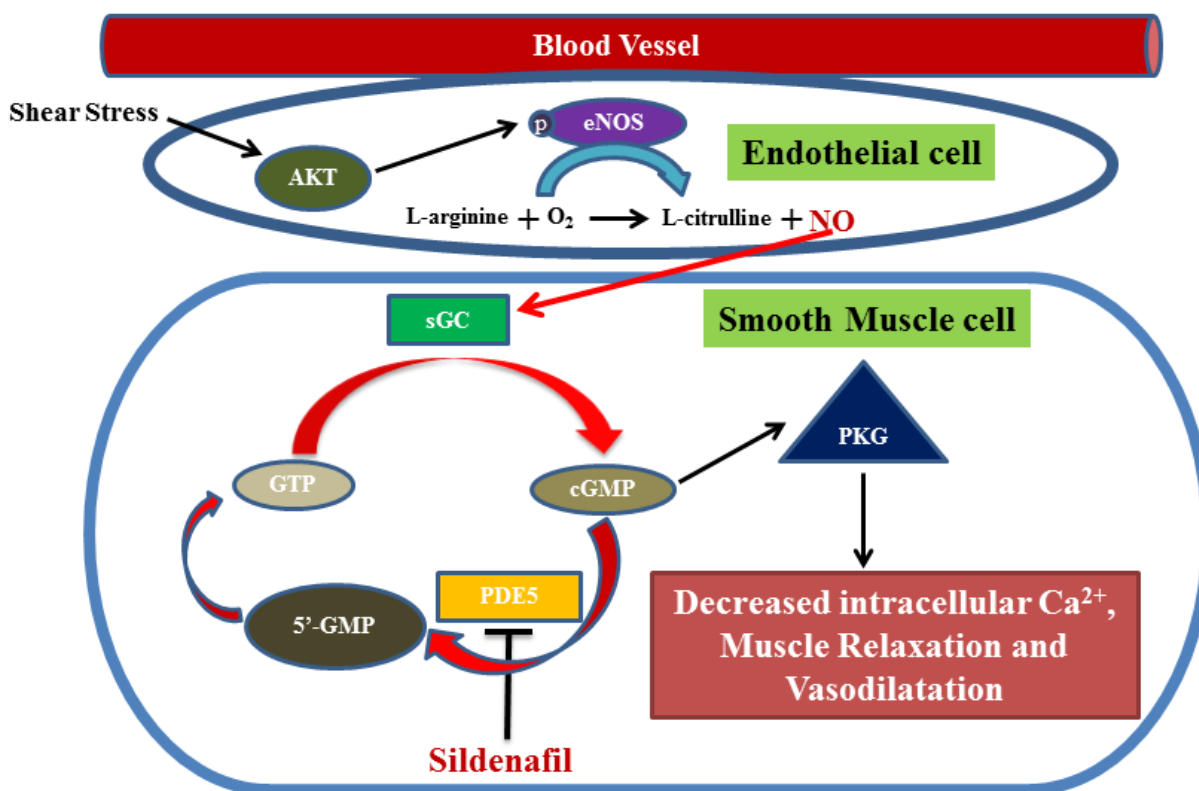 Blood Vessel
Shear Stress
p
eNOS
Endothelial cell
AKT
L-arginine + O₂ → L-citrulline + NO
sGC
Smooth Muscle cell
PKG
GTP
cGMP
PDE5
5’-GMP
Decreased intracellular Ca²⁺,
Muscle Relaxation and
Vasodilatation
Sildenafil